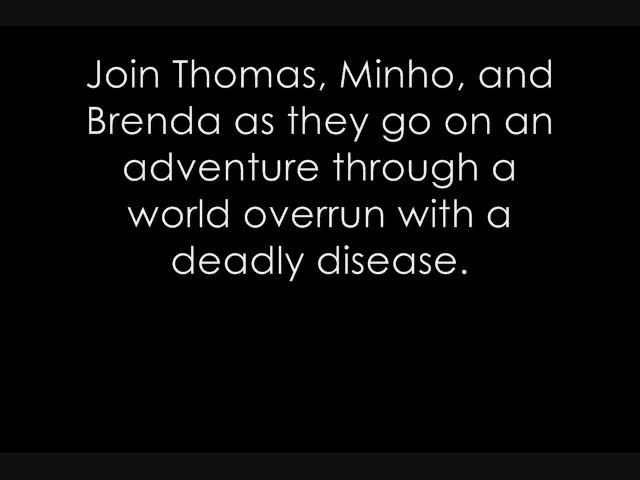 Join Thomas, Minho, and
Brenda as they go on an
adventure through a
world overrun with a
deadly disease.